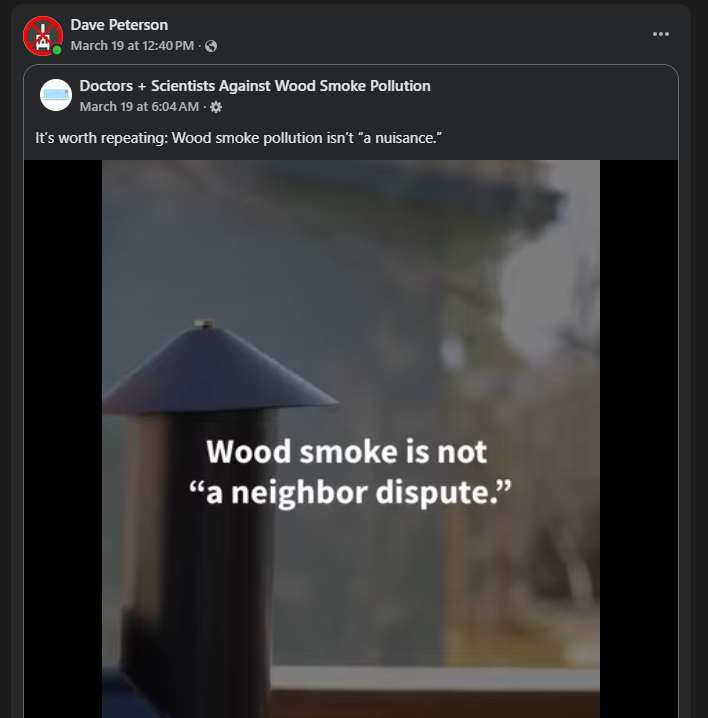 Dave Peterson
March 19 at 12:40 PM ·
Doctors + Scientists Against Wood Smoke Pollution
March 19 at 6:04 AM ·
It’s worth repeating: Wood smoke pollution isn’t “a nuisance.”
Wood smoke is not
“a neighbor dispute.”